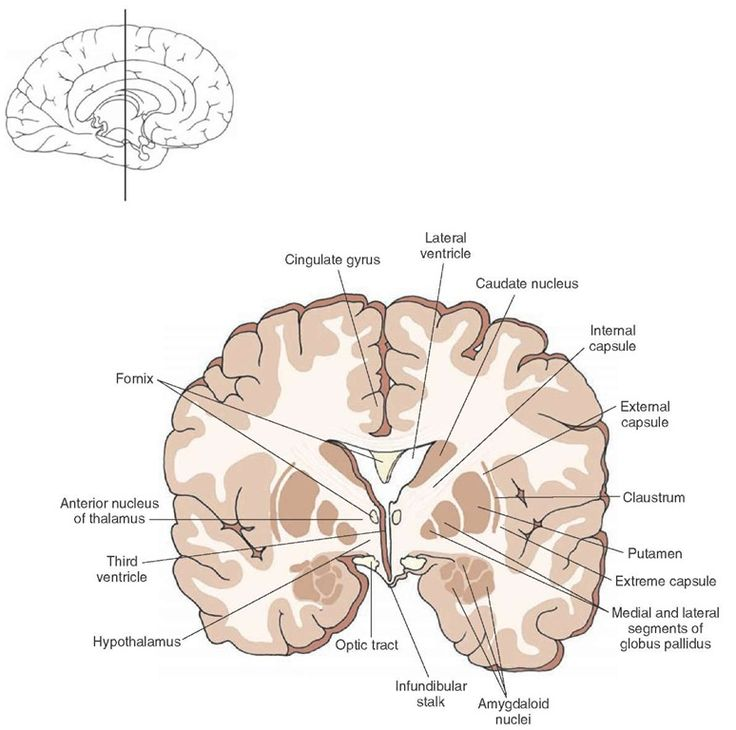 Lateral
ventricle
Cingulate gyrus
Caudate nucleus
Internal
capsule
Fornix
External
capsule
Anterior nucleus
of thalamus
Claustrum
Putamen
Third
ventricle
Extreme capsule
Medial and lateral
segments of
globus pallidus
Hypothalamus
Optic tract
Infundibular
stalk
Amygdaloid
nuclei